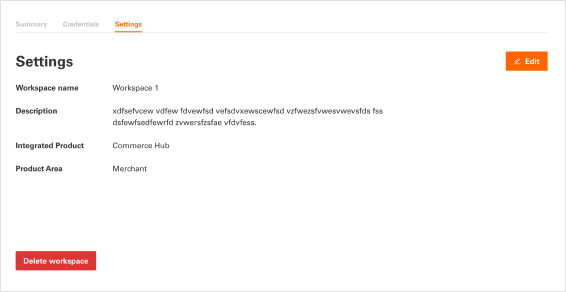 Summary Credentials Settings
Settings
Edit
Workspace name Workspace 1
Description xdfsefvcew vdfew fdvewfsd vefsdvxewscewfsd vzfwezsfvwesvwevsfds fss
dsfewfsedfewrfd zvwersfzsfae vfdvfess.
Integrated Product Commerce Hub
Product Area Merchant
Delete workspace